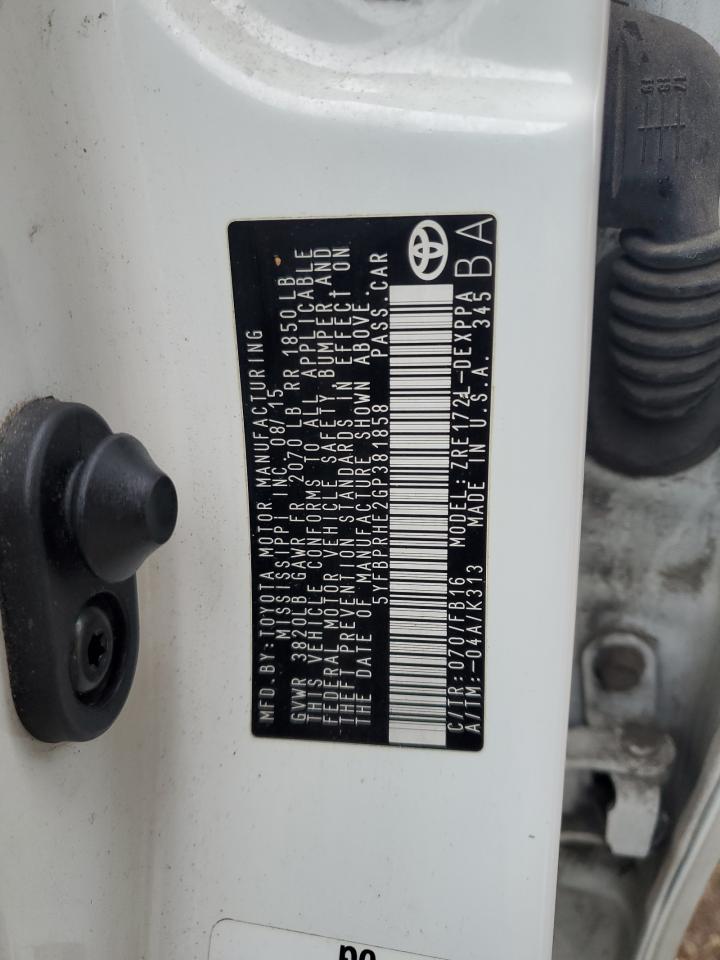 MFD.BY:TOYOTA MOTOR MANUFACTURING
MISSISSIPPI INC. 08/15
GVWR 3820LB GAWR FR 2070 LB RR 1850LB
THIS VEHICLE CONFORMS TO ALL APPLICABLE
FEDERAL MOTOR VEHICLE SAFETY BUMPER AND
THEFT PREVENTION STANDARDS IN EFFECT ON
THE DATE OF MANUFACTURE SHOWN ABOVE.
5YFBPRHE2GP381858 PASS.CAR
C/TR:070/FB16 MODEL:ZRE172L-DEXPPA
A/TM:-04A/K313 MADE IN U.S.A. 345
BA